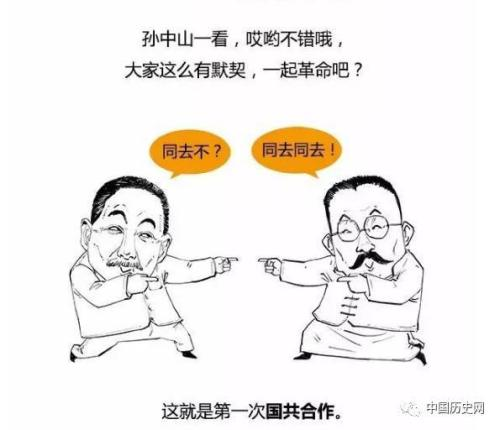 孙中山一看，哎哟不错哦，
大家这么有默契，一起革命吧？
同去不？
同去同去！
这就是第一次国共合作。
中国历史网